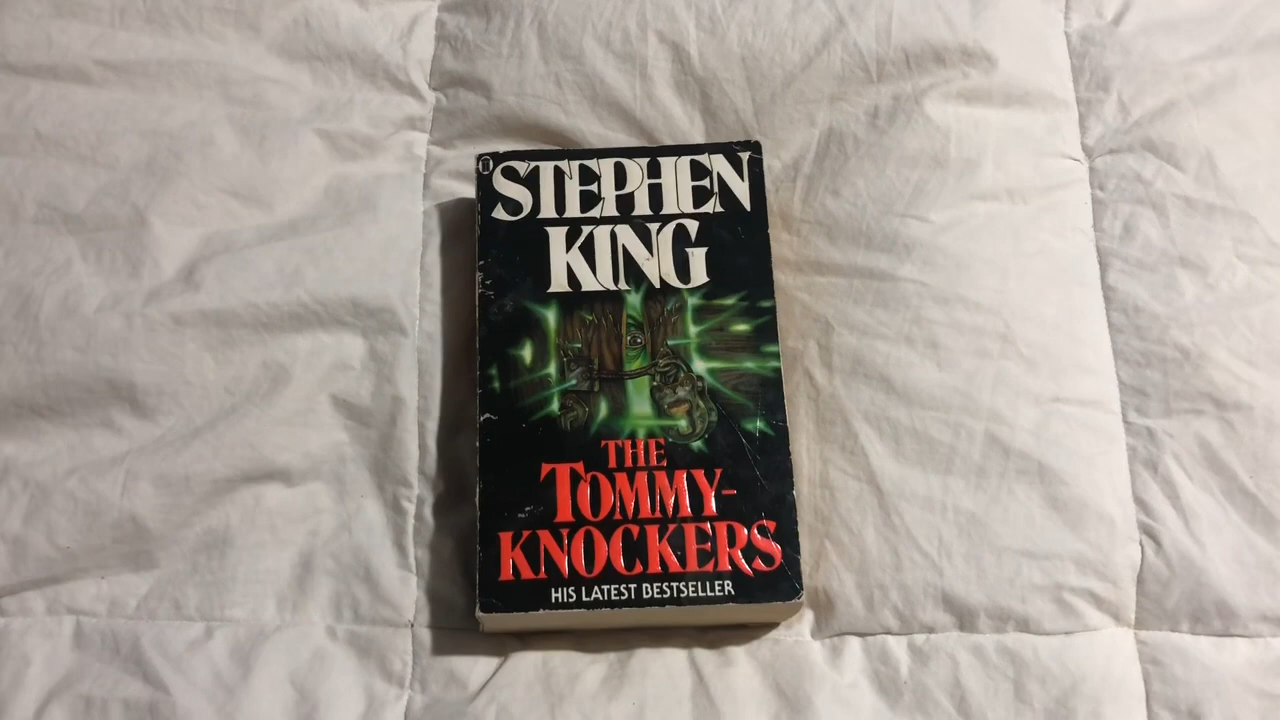 STEPHEN
KING
THE
TOMMY-
KNOCKERS
HIS LATEST BESTSELLER